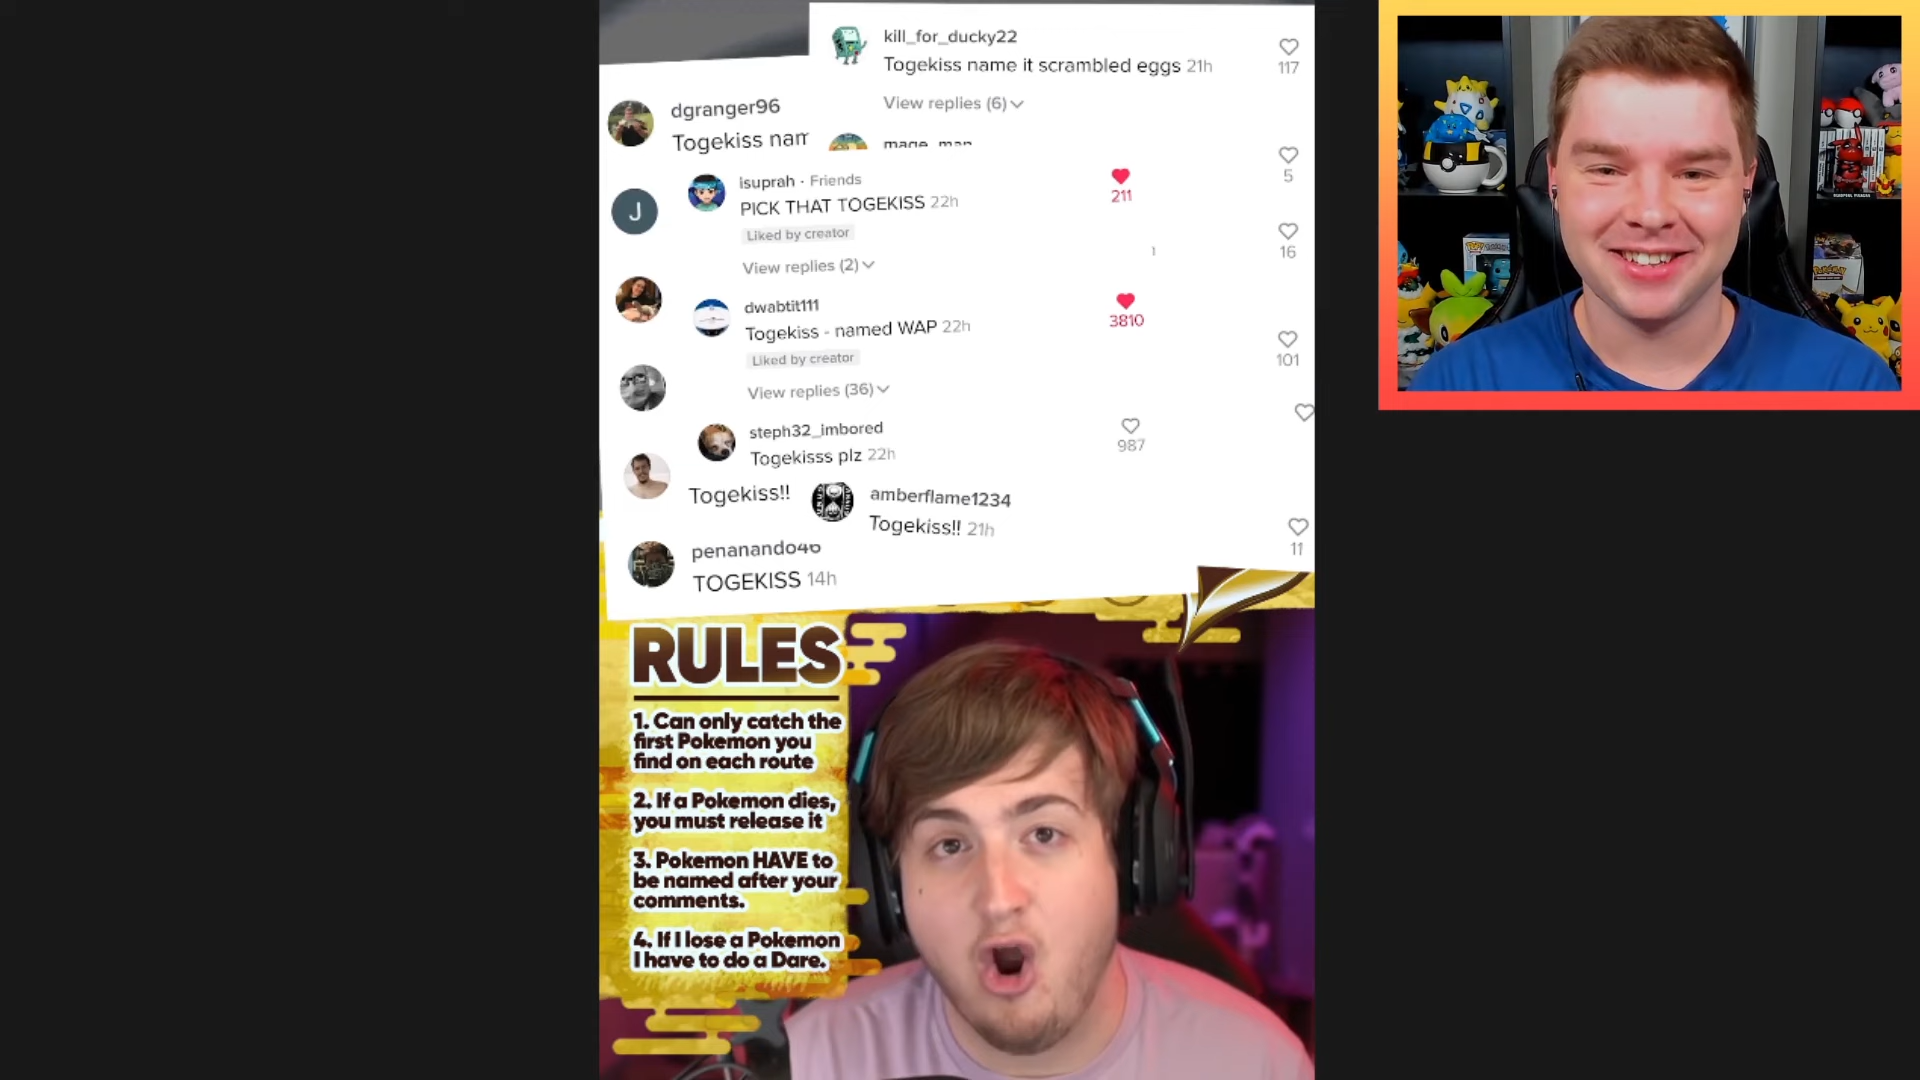 kill_for_ducky22
Togekiss name it scrambled eggs 21h
117
View replies (6)
dgranger96
Togekiss nam
mage_man
5
J
isuprah · Friends
PICK THAT TOGEKISS 22h
211
Liked by creator
View replies (2)
16
dwabtit111
Togekiss - named WAP 22h
3810
Liked by creator
View replies (36)
101
steph32_imbored
Togekisss plz 22h
987
Togekiss!!
amberflame1234
Togekiss!! 21h
11
penanando46
TOGEKISS 14h
RULES
1. Can only catch the
first Pokemon you
find on each route
2. If a Pokemon dies,
you must release it
3. Pokemon HAVE to
be named after your
comments.
4. If I lose a Pokemon
I have to do a Dare.